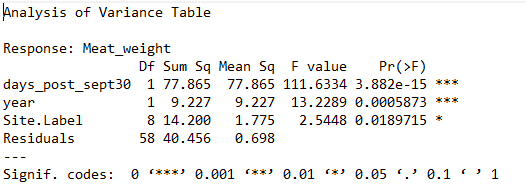 Analysis of Variance Table
Response: Meat_weight
Df Sum Sq Mean Sq F value Pr(>F)
days_post_sept30 1 77.865 77.865 111.6334 3.882e-15 ***
year 1 9.227 9.227 13.2289 0.0005873 ***
Site.Label 8 14.200 1.775 2.5448 0.0189715 *
Residuals 58 40.456 0.698
---
Signif. codes: 0 ‘***’ 0.001 ‘**’ 0.01 ‘*’ 0.05 ‘.’ 0.1 ‘ ’ 1